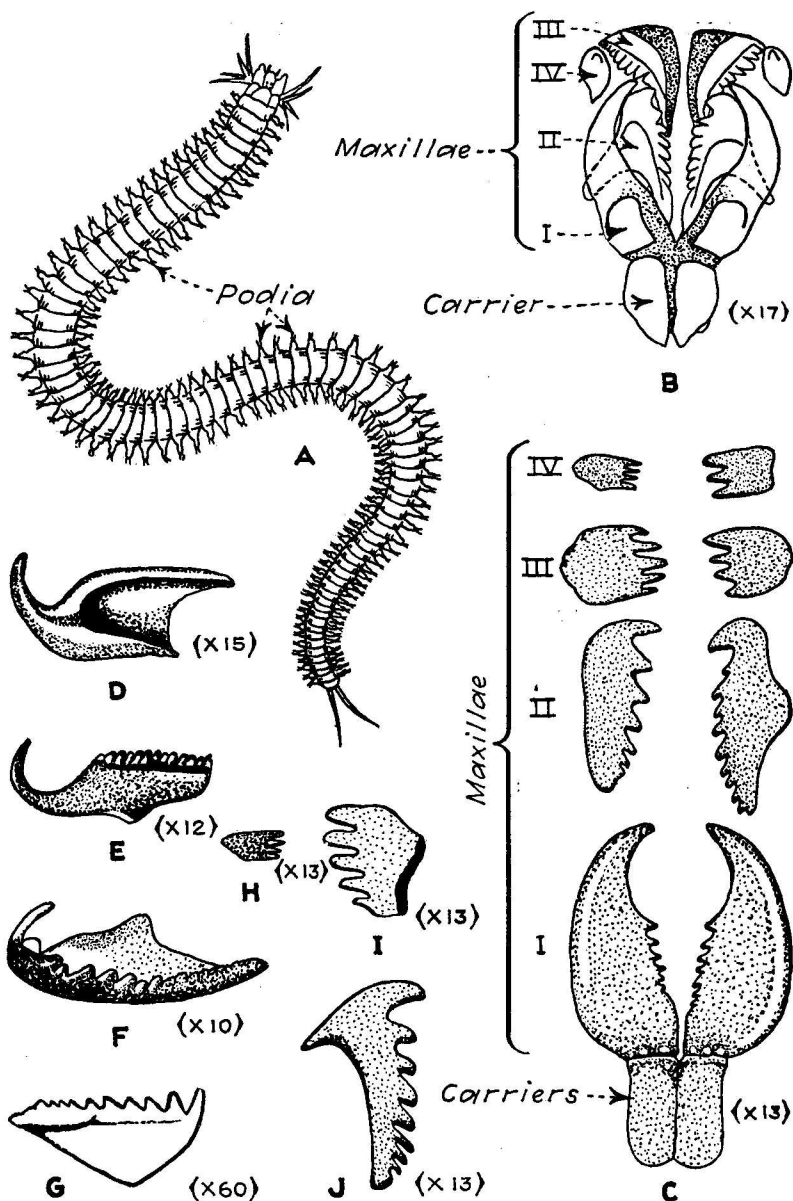 III
IV
Maxillae
II
I
Podia
Carrier
(X17)
B
A
Maxillae
IV
III
II
I
(X15)
D
(X12)
E
(X13)
H
(X13)
I
(X10)
F
(X60)
G
(X13)
J
Carriers
(X13)
C